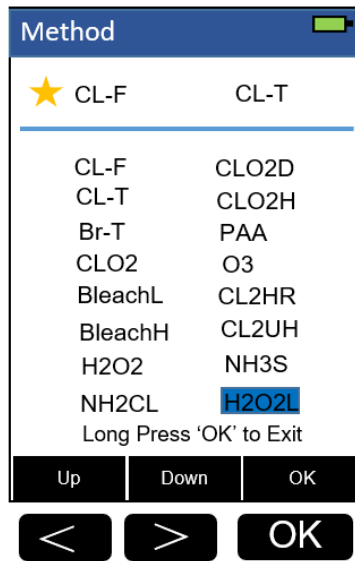 Method
CL-F CL-T
CL-F CLO2D
CL-T CLO2H
Br-T PAA
CLO2 O3
BleachL CL2HR
BleachH CL2UH
H2O2 NH3S
NH2CL H2O2L
Long Press 'OK' to Exit
Up Down OK
< > OK